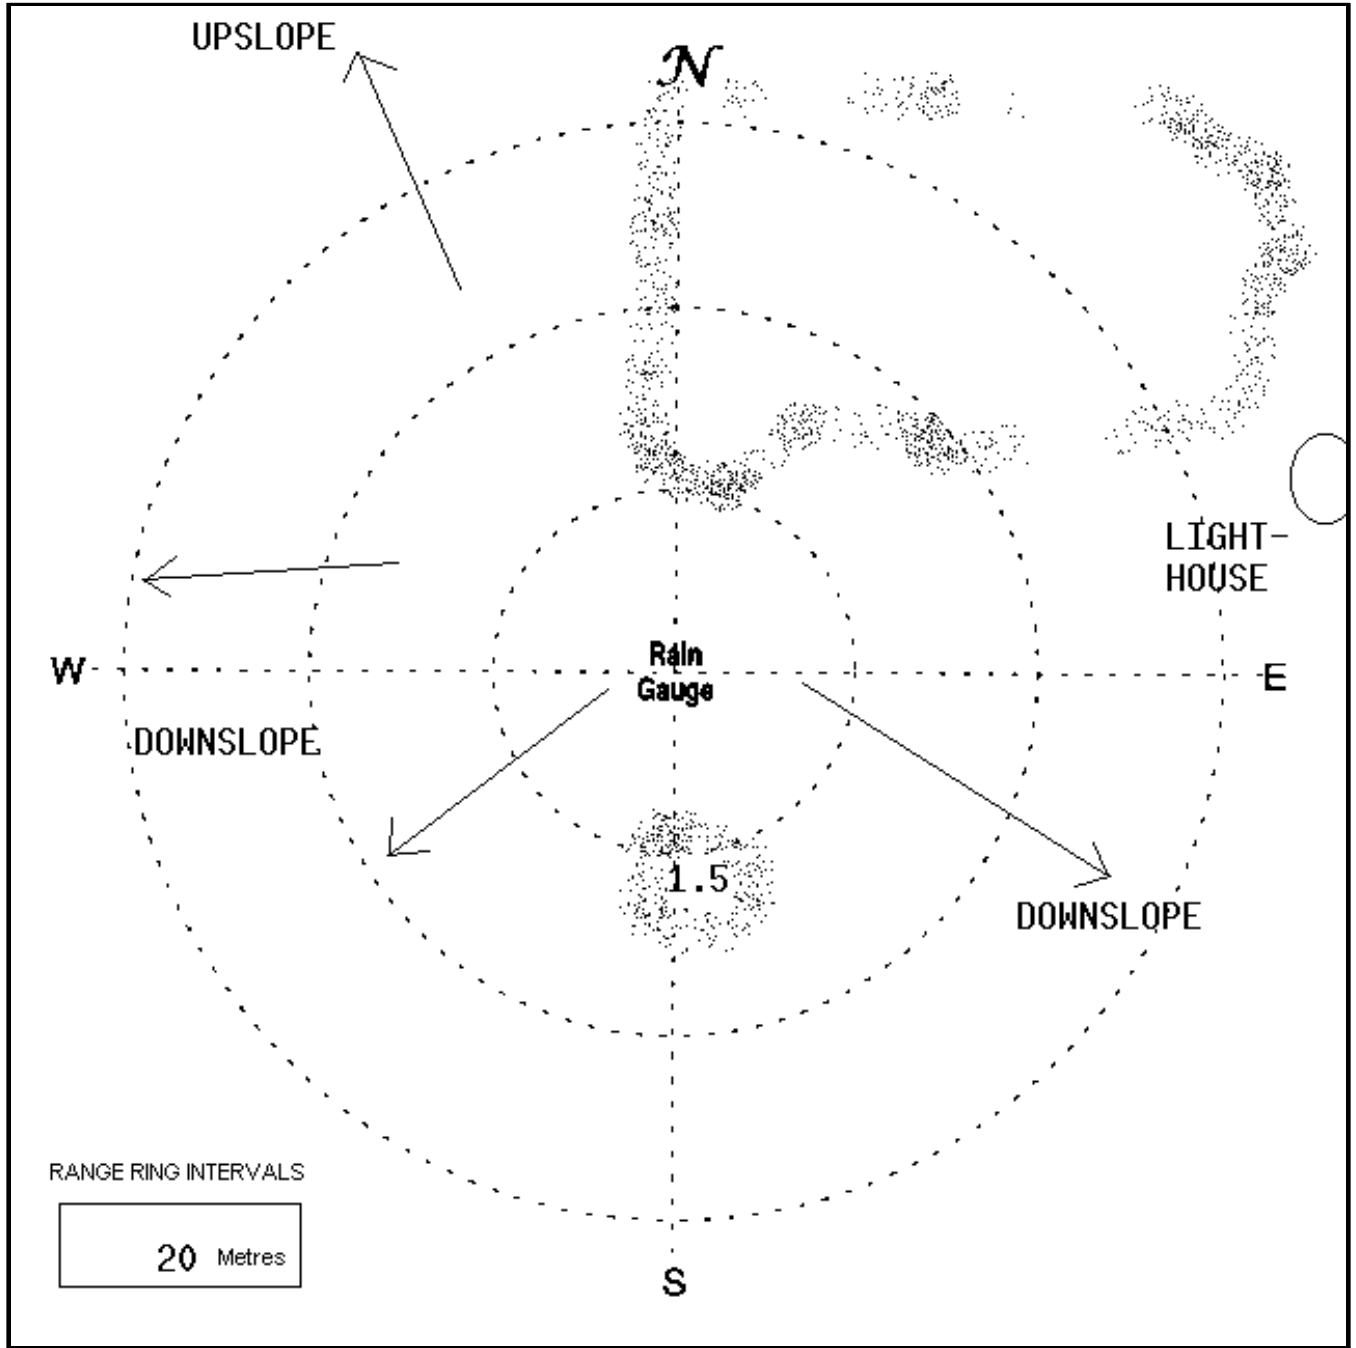 UPSLOPE
N
LIGHT-
HOUSE
Rain
Gauge
W
E
DOWNSLOPE
1.5
DOWNSLOPE
RANGE RING INTERVALS
20 Metres
S